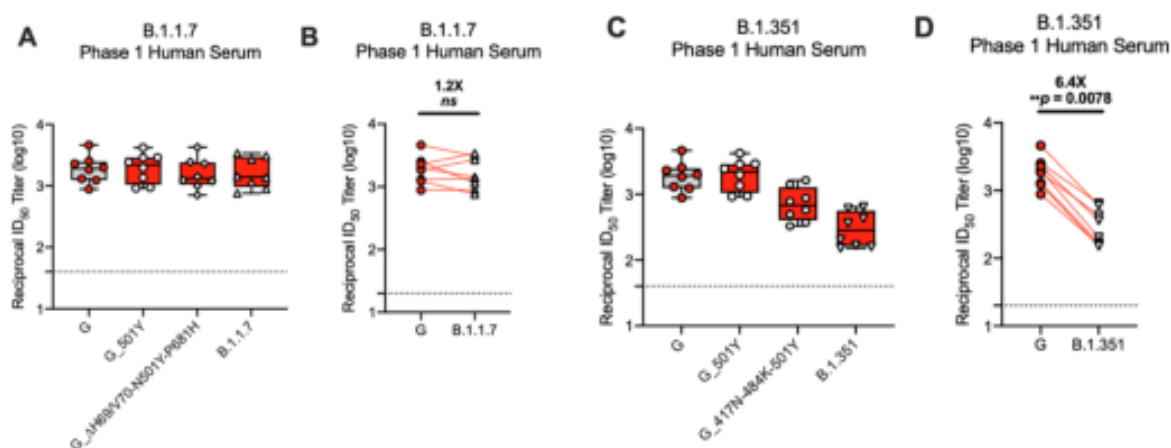 A
B.1.1.7
Phase 1 Human Serum
Reciprocal ID50 Titer (log10)
4
3
2
1
G
G_501Y
G_ΔH69/V70-N501Y-P681H
B.1.1.7
B
B.1.1.7
Phase 1 Human Serum
1.2X
ns
Reciprocal ID50 Titer (log10)
4
3
2
1
G
B.1.1.7
C
B.1.351
Phase 1 Human Serum
Reciprocal ID50 Titer (log10)
4
3
2
1
G
G_501Y
G_417N-484K-501Y
B.1.351
D
B.1.351
Phase 1 Human Serum
6.4X
**p = 0.0078
Reciprocal ID50 Titer (log10)
4
3
2
1
G
B.1.351